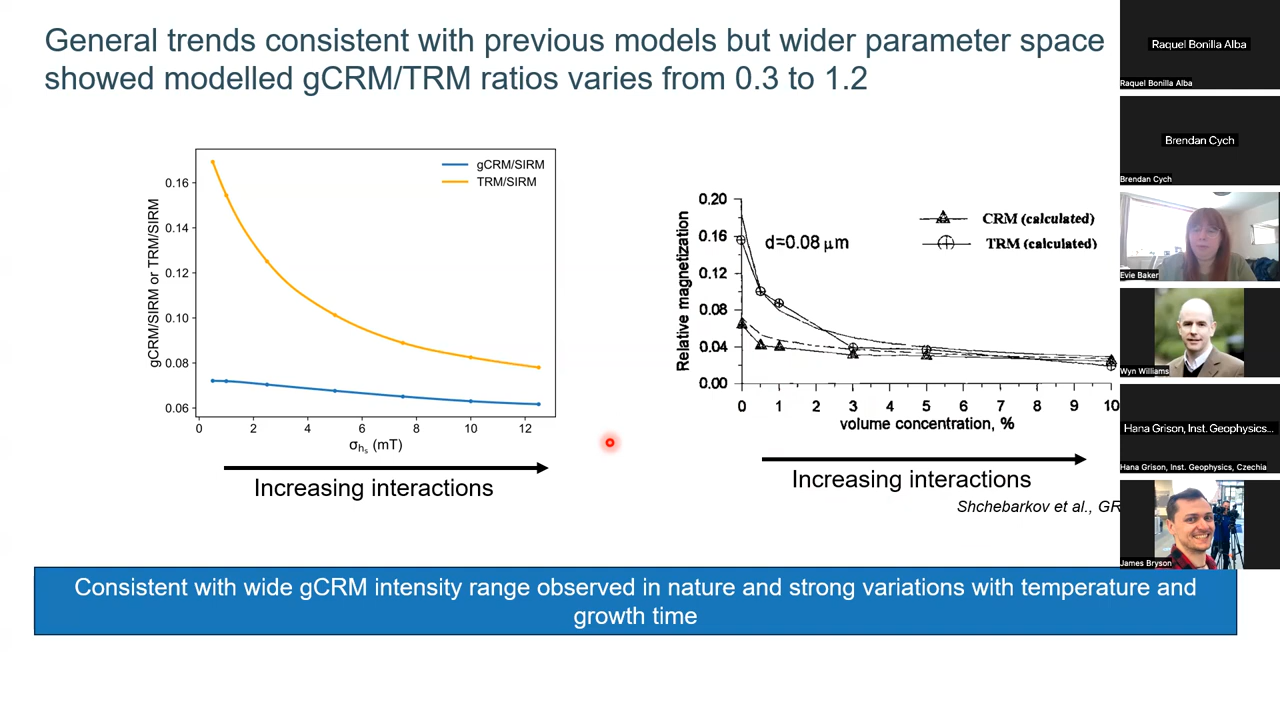 General trends consistent with previous models but wider parameter space
showed modelled gCRM/TRM ratios varies from 0.3 to 1.2
gCRM/SIRM
TRM/SIRM
gCRM/SIRM or TRM/SIRM
0.16
0.14
0.12
0.10
0.08
0.06
0 2 4 6 8 10 12
σhs (mT)
Increasing interactions
Relative magnetization
0.20
0.16
0.12
0.08
0.04
0.00
d=0.08 μm
CRM (calculated)
TRM (calculated)
0 1 2 3 4 5 6 7 8 9 10
volume concentration, %
Increasing interactions
Shchebarkov et al., GR
Consistent with wide gCRM intensity range observed in nature and strong variations with temperature and
growth time
Raquel Bonilla Alba
Raquel Bonilla Alba
Brendan Cych
Brendan Cych
Evie Baker
Wyn Williams
Hana Grison, Inst. Geophysics...
Hana Grison, Inst. Geophysics, Czechia
James Bryson